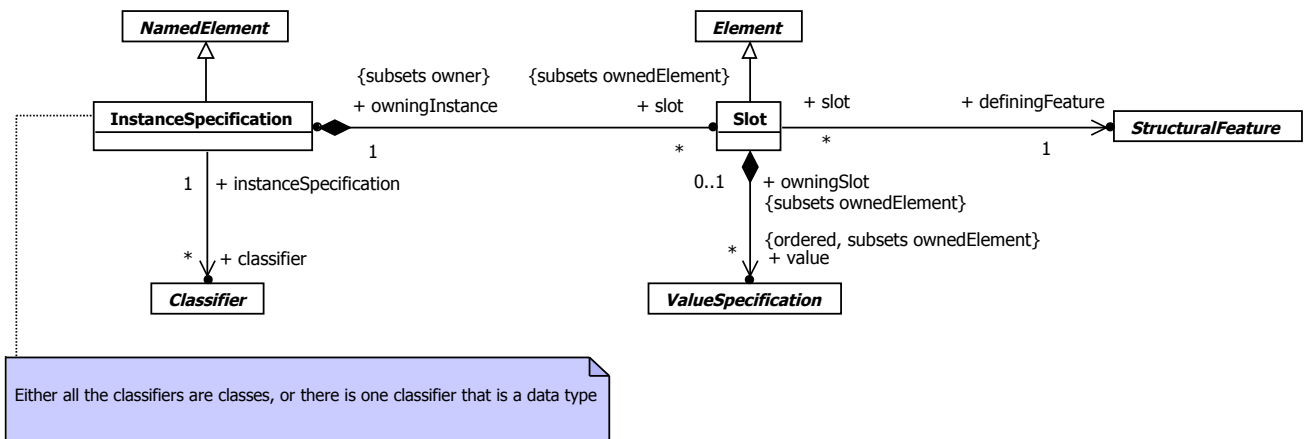 NamedElement
Element
{subsets owner}
{subsets ownedElement}
+ owningInstance
+ slot
+ slot
+ definingFeature
InstanceSpecification
Slot
StructuralFeature
1
*
*
1
1
+ instanceSpecification
0..1
+ owningSlot
{subsets ownedElement}
{ordered, subsets ownedElement}
*
+ classifier
*
+ value
Classifier
ValueSpecification
Either all the classifiers are classes, or there is one classifier that is a data type